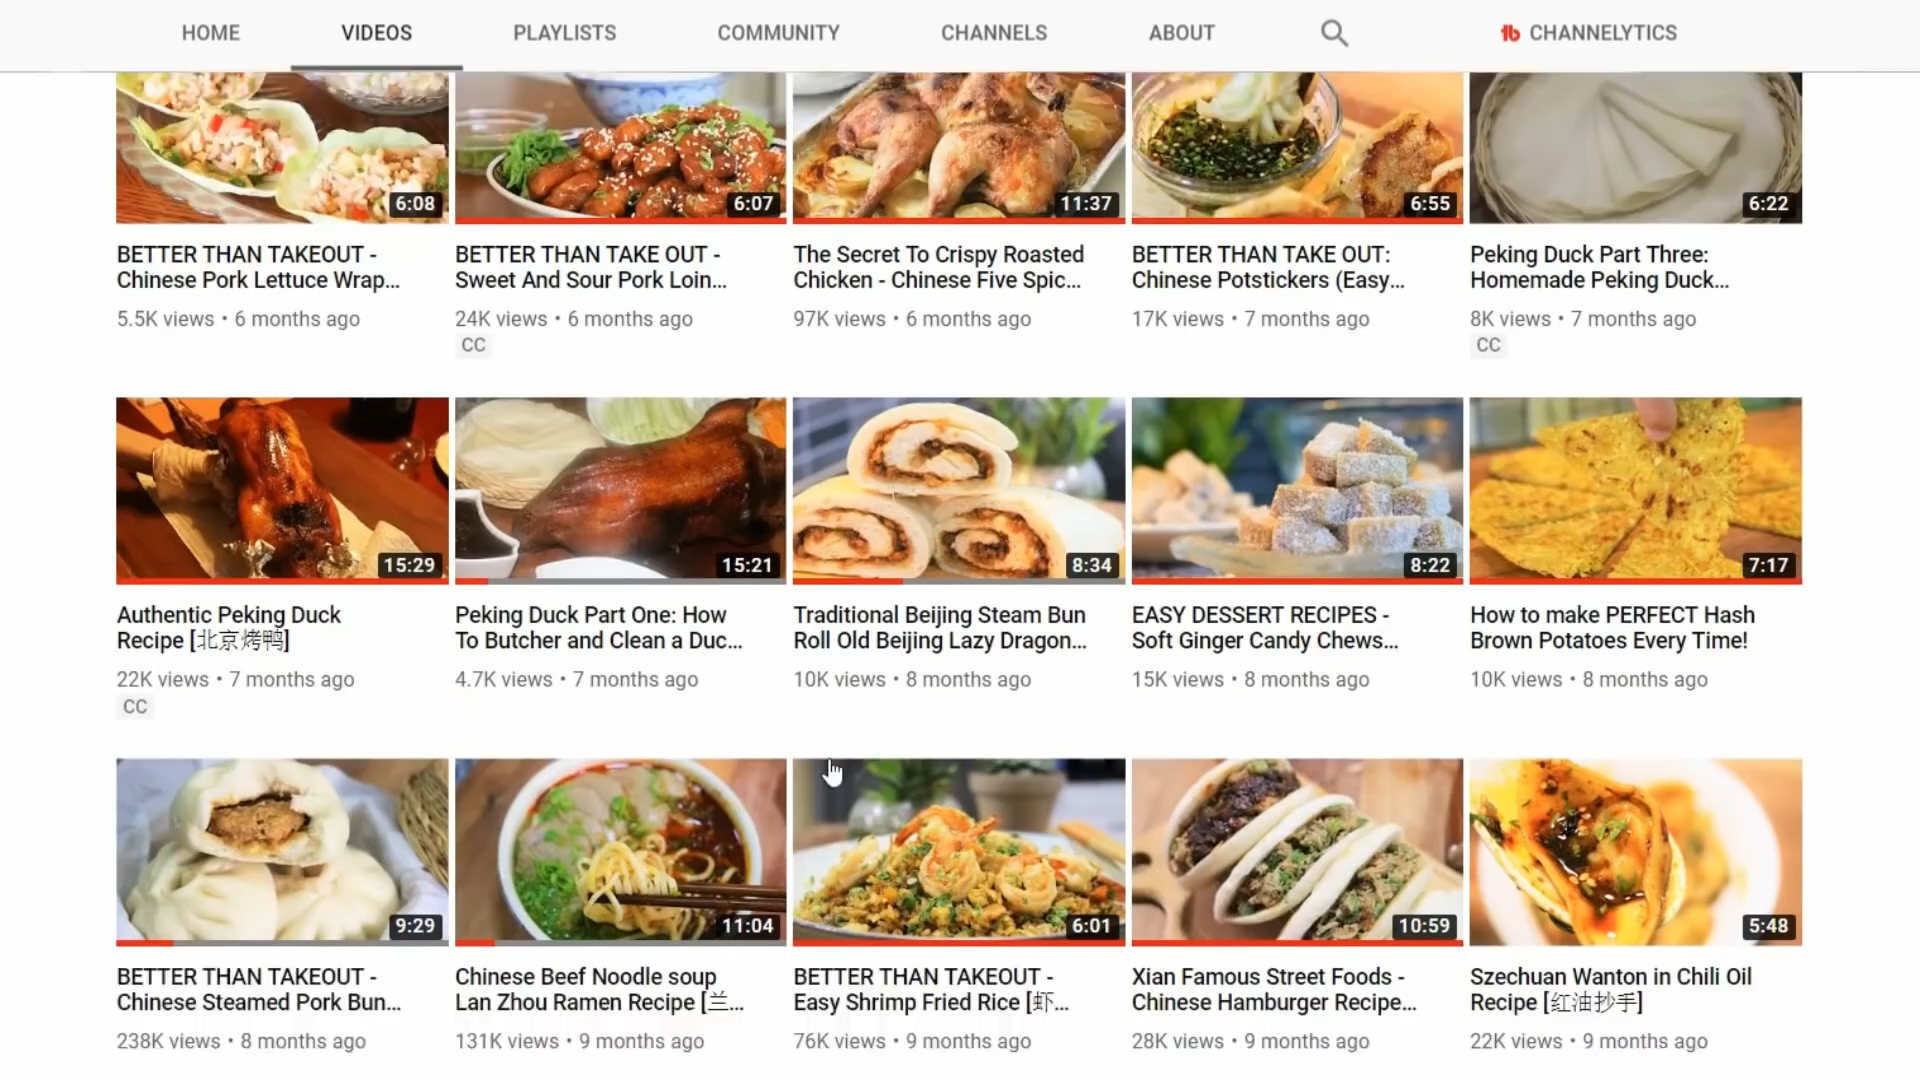 HOME VIDEOS PLAYLISTS COMMUNITY CHANNELS ABOUT CHANNELYTICS
6:08
BETTER THAN TAKEOUT -
Chinese Pork Lettuce Wrap...
5.5K views • 6 months ago
6:07
BETTER THAN TAKE OUT -
Sweet And Sour Pork Loin...
24K views • 6 months ago
CC
11:37
The Secret To Crispy Roasted
Chicken - Chinese Five Spic...
97K views • 6 months ago
6:55
BETTER THAN TAKE OUT:
Chinese Potstickers (Easy...
17K views • 7 months ago
6:22
Peking Duck Part Three:
Homemade Peking Duck...
8K views • 7 months ago
CC
15:29
Authentic Peking Duck
Recipe [北京烤鸭]
22K views • 7 months ago
CC
15:21
Peking Duck Part One: How
To Butcher and Clean a Duc...
4.7K views • 7 months ago
8:34
Traditional Beijing Steam Bun
Roll Old Beijing Lazy Dragon...
10K views • 8 months ago
8:22
EASY DESSERT RECIPES -
Soft Ginger Candy Chews...
15K views • 8 months ago
7:17
How to make PERFECT Hash
Brown Potatoes Every Time!
10K views • 8 months ago
9:29
BETTER THAN TAKEOUT -
Chinese Steamed Pork Bun...
238K views • 8 months ago
11:04
Chinese Beef Noodle soup
Lan Zhou Ramen Recipe [兰...
131K views • 9 months ago
6:01
BETTER THAN TAKEOUT -
Easy Shrimp Fried Rice [虾...
76K views • 9 months ago
10:59
Xian Famous Street Foods -
Chinese Hamburger Recipe...
28K views • 9 months ago
5:48
Szechuan Wanton in Chili Oil
Recipe [红油抄手]
22K views • 9 months ago